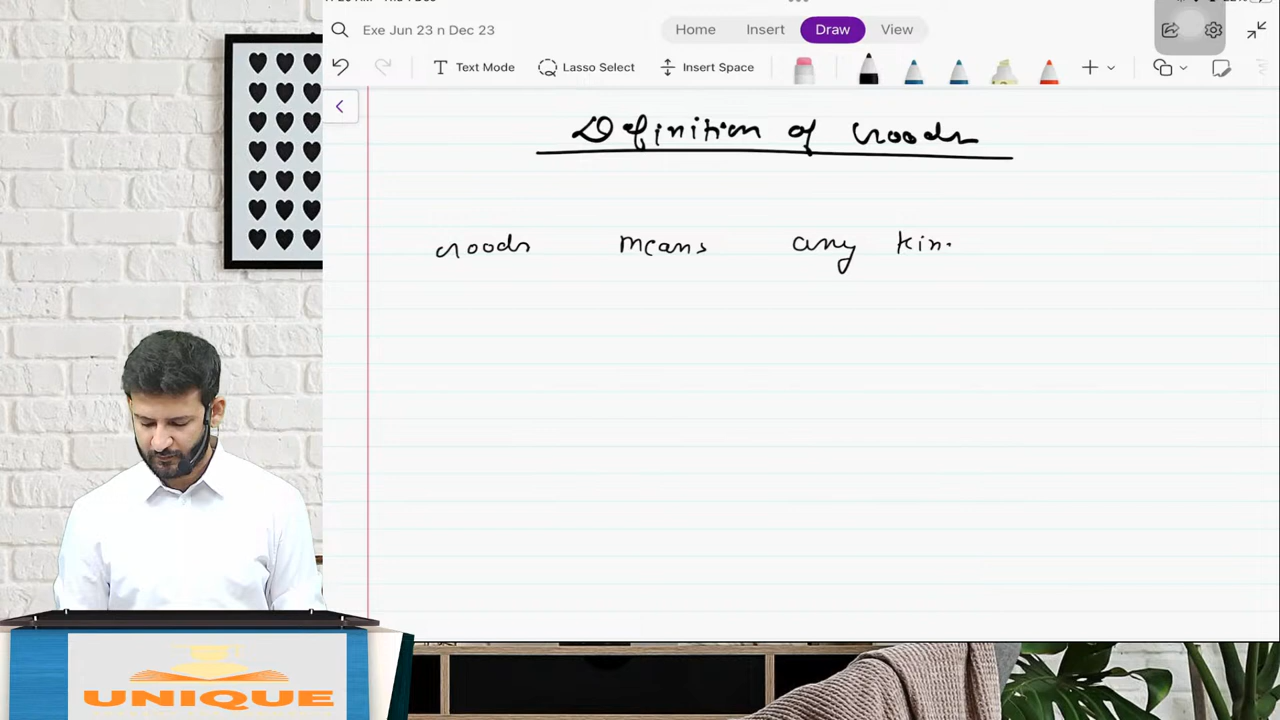 Exe Jun 23 n Dec 23
Home Insert Draw View
Text Mode Lasso Select Insert Space
Definition of Goods
Goods means any kin
UNIQUE